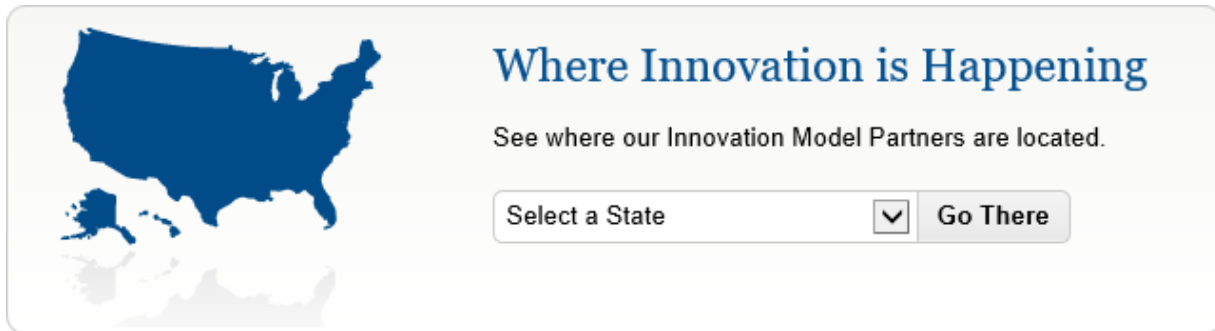 Where Innovation is Happening
See where our Innovation Model Partners are located.
Select a State Go There